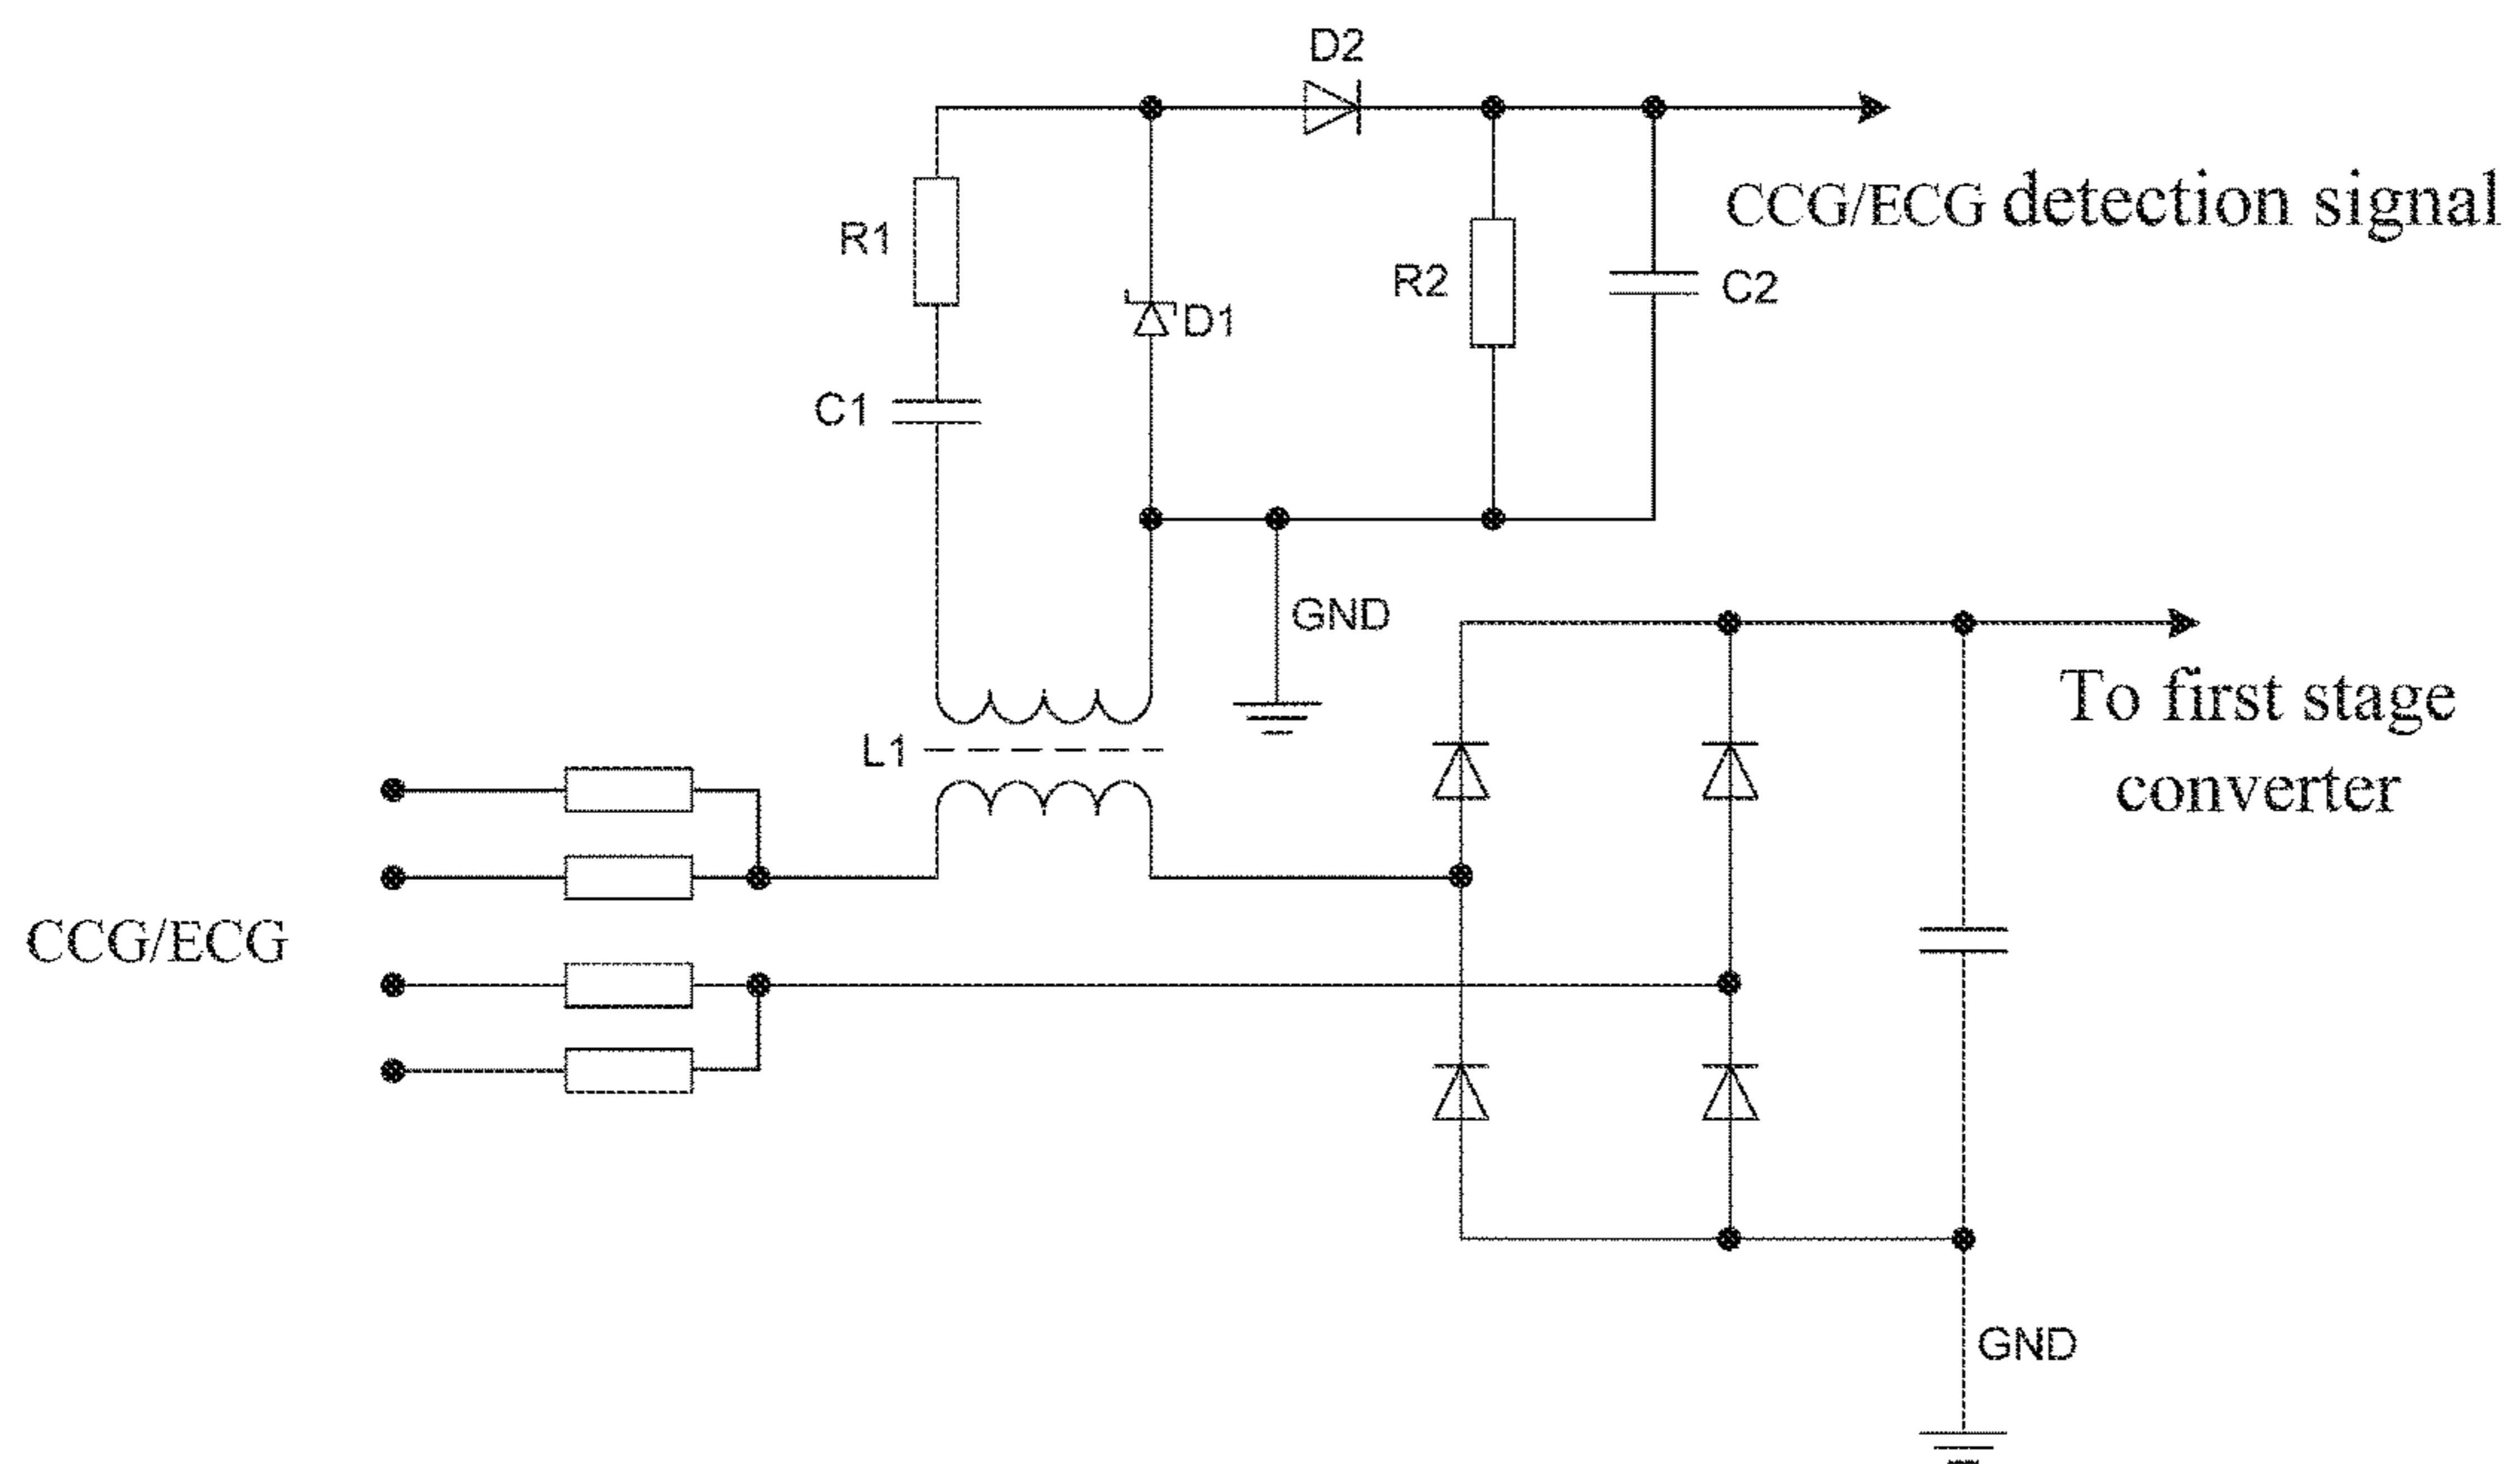 D2
CCG/ECG detection signal
R1
R2
C2
D1
C1
GND
To first stage
converter
L1
CCG/ECG
GND